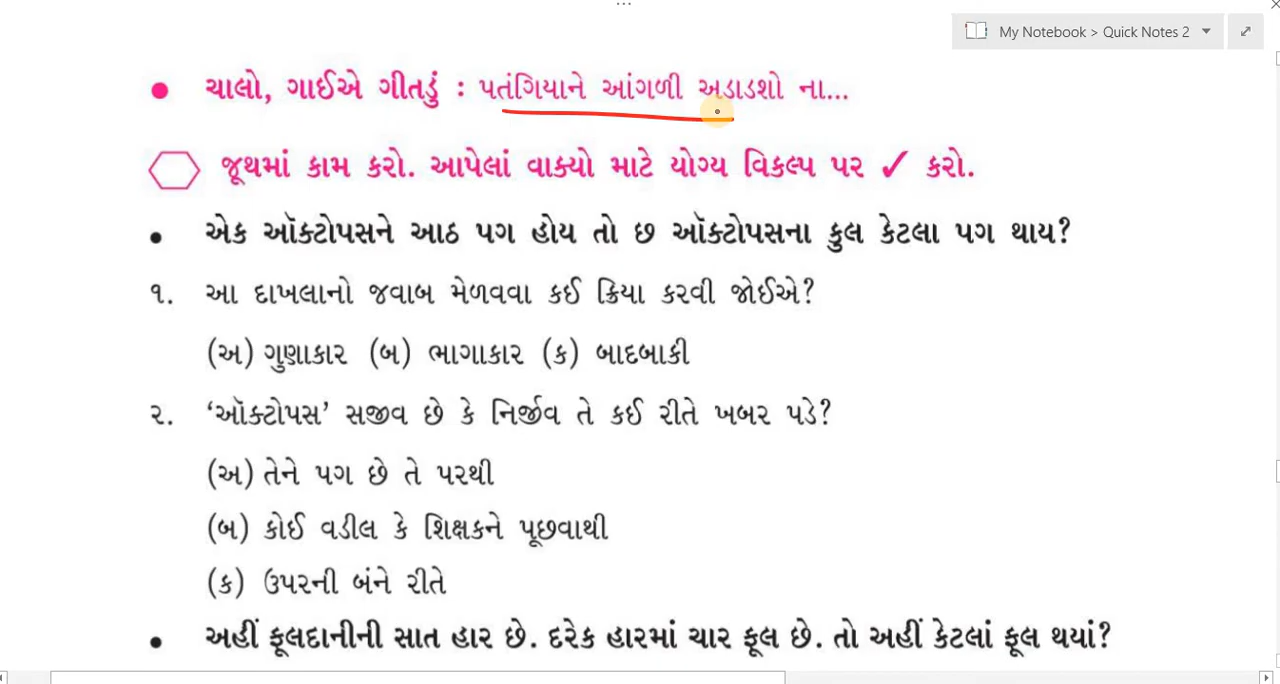 ...
My Notebook > Quick Notes 2
● ચાલો, ગાઈએ ગીતડું : પતંગિયાને આંગળી અડાડશો ના...
જૂથમાં કામ કરો. આપેલાં વાક્યો માટે યોગ્ય વિકલ્પ પર ✓ કરો.
● એક ઑક્ટોપસને આઠ પગ હોય તો છ ઑક્ટોપસના કુલ કેટલા પગ થાય?
૧. આ દાખલાનો જવાબ મેળવવા કઈ ક્રિયા કરવી જોઈએ?
(અ) ગુણાકાર (બ) ભાગાકાર (ક) બાદબાકી
૨. ‘ઑક્ટોપસ’ સજીવ છે કે નિર્જીવ તે કઈ રીતે ખબર પડે?
(અ) તેને પગ છે તે પરથી
(બ) કોઈ વડીલ કે શિક્ષકને પૂછવાથી
(ક) ઉપરની બંને રીતે
● અહીં ફૂલદાનીની સાત હાર છે. દરેક હારમાં ચાર ફૂલ છે. તો અહીં કેટલાં ફૂલ થયાં?